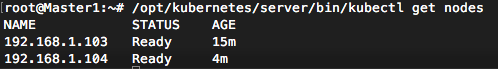 [root@Master1:~# /opt/kubernetes/server/bin/kubectl get nodes
NAME STATUS AGE
192.168.1.103 Ready 15m
192.168.1.104 Ready 4m